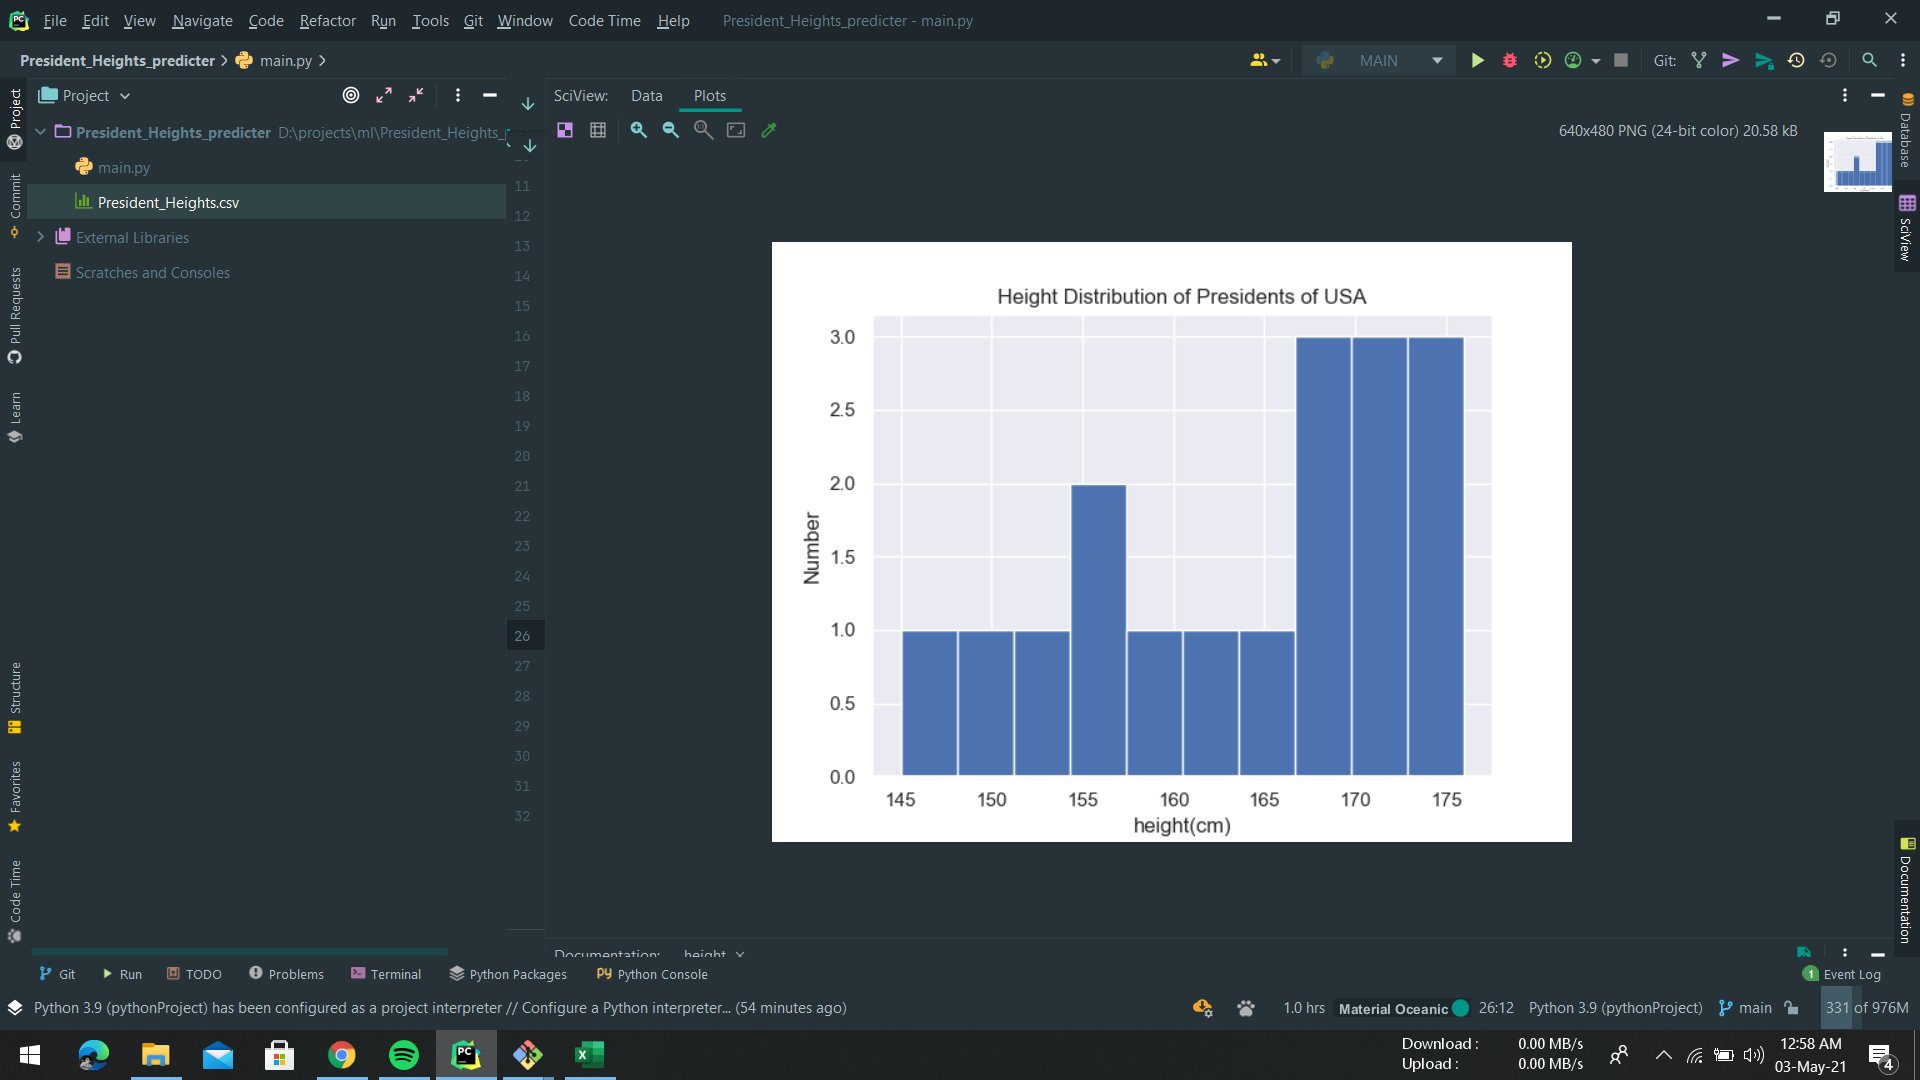 File Edit View Navigate Code Refactor Run Tools Git Window Code Time Help President_Heights_predicter - main.py
President_Heights_predicter main.py MAIN Git:
Project
SciView: Data Plots
640x480 PNG (24-bit color) 20.58 kB
President_Heights_predicter D:\projects\ml\President_Heights_
main.py
President_Heights.csv
External Libraries
Scratches and Consoles
Project
Commit
Pull Requests
Learn
Structure
Favorites
Code Time
11
12
13
14
15
16
17
18
19
20
21
22
23
24
25
26
27
28
29
30
31
32
Height Distribution of Presidents of USA
3.0
2.5
2.0
1.5
1.0
0.5
0.0
Number
145 150 155 160 165 170 175
height(cm)
Database
SciView
Documentation
Documentation: height
Git Run TODO Problems Terminal Python Packages Python Console 1 Event Log
Python 3.9 (pythonProject) has been configured as a project interpreter // Configure a Python interpreter... (54 minutes ago) 1.0 hrs Material Oceanic 26:12 Python 3.9 (pythonProject) main 331 of 976M
Download : 0.00 MB/s
Upload : 0.00 MB/s
12:58 AM
03-May-21
4